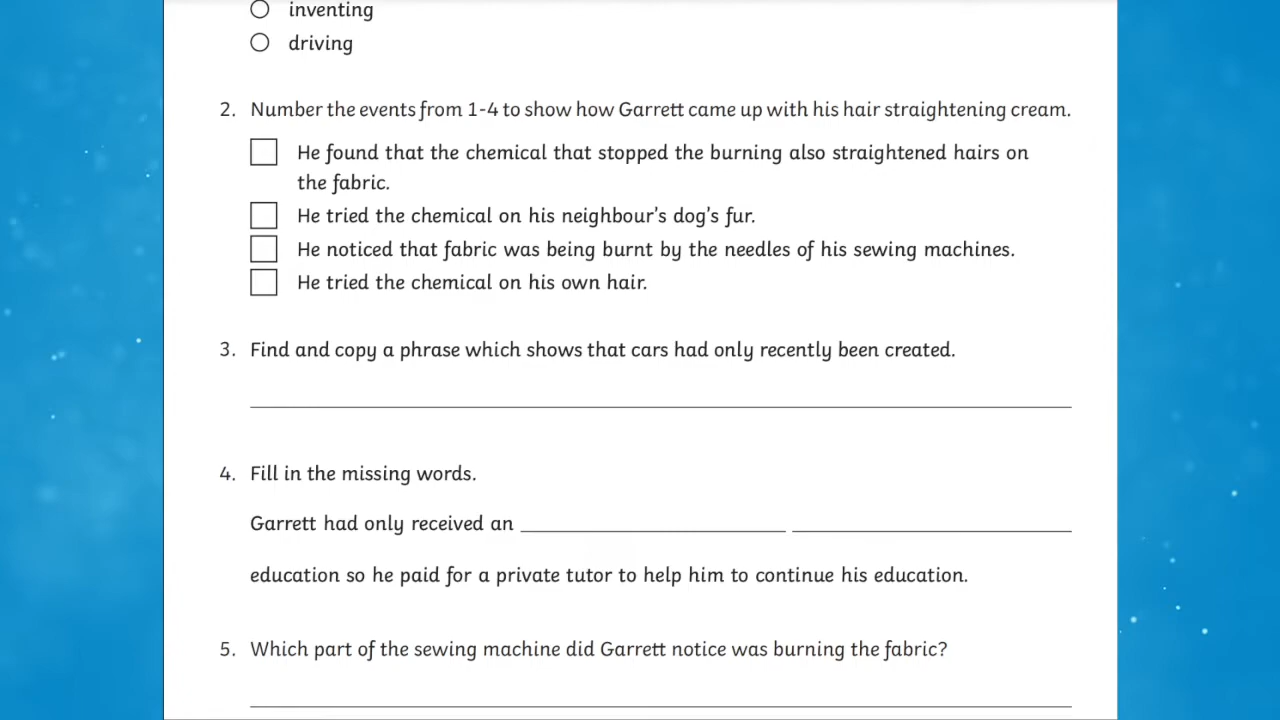 inventing
driving
2. Number the events from 1-4 to show how Garrett came up with his hair straightening cream.
He found that the chemical that stopped the burning also straightened hairs on
the fabric.
He tried the chemical on his neighbour's dog's fur.
He noticed that fabric was being burnt by the needles of his sewing machines.
He tried the chemical on his own hair.
3. Find and copy a phrase which shows that cars had only recently been created.
4. Fill in the missing words.
Garrett had only received an
education so he paid for a private tutor to help him to continue his education.
5. Which part of the sewing machine did Garrett notice was burning the fabric?